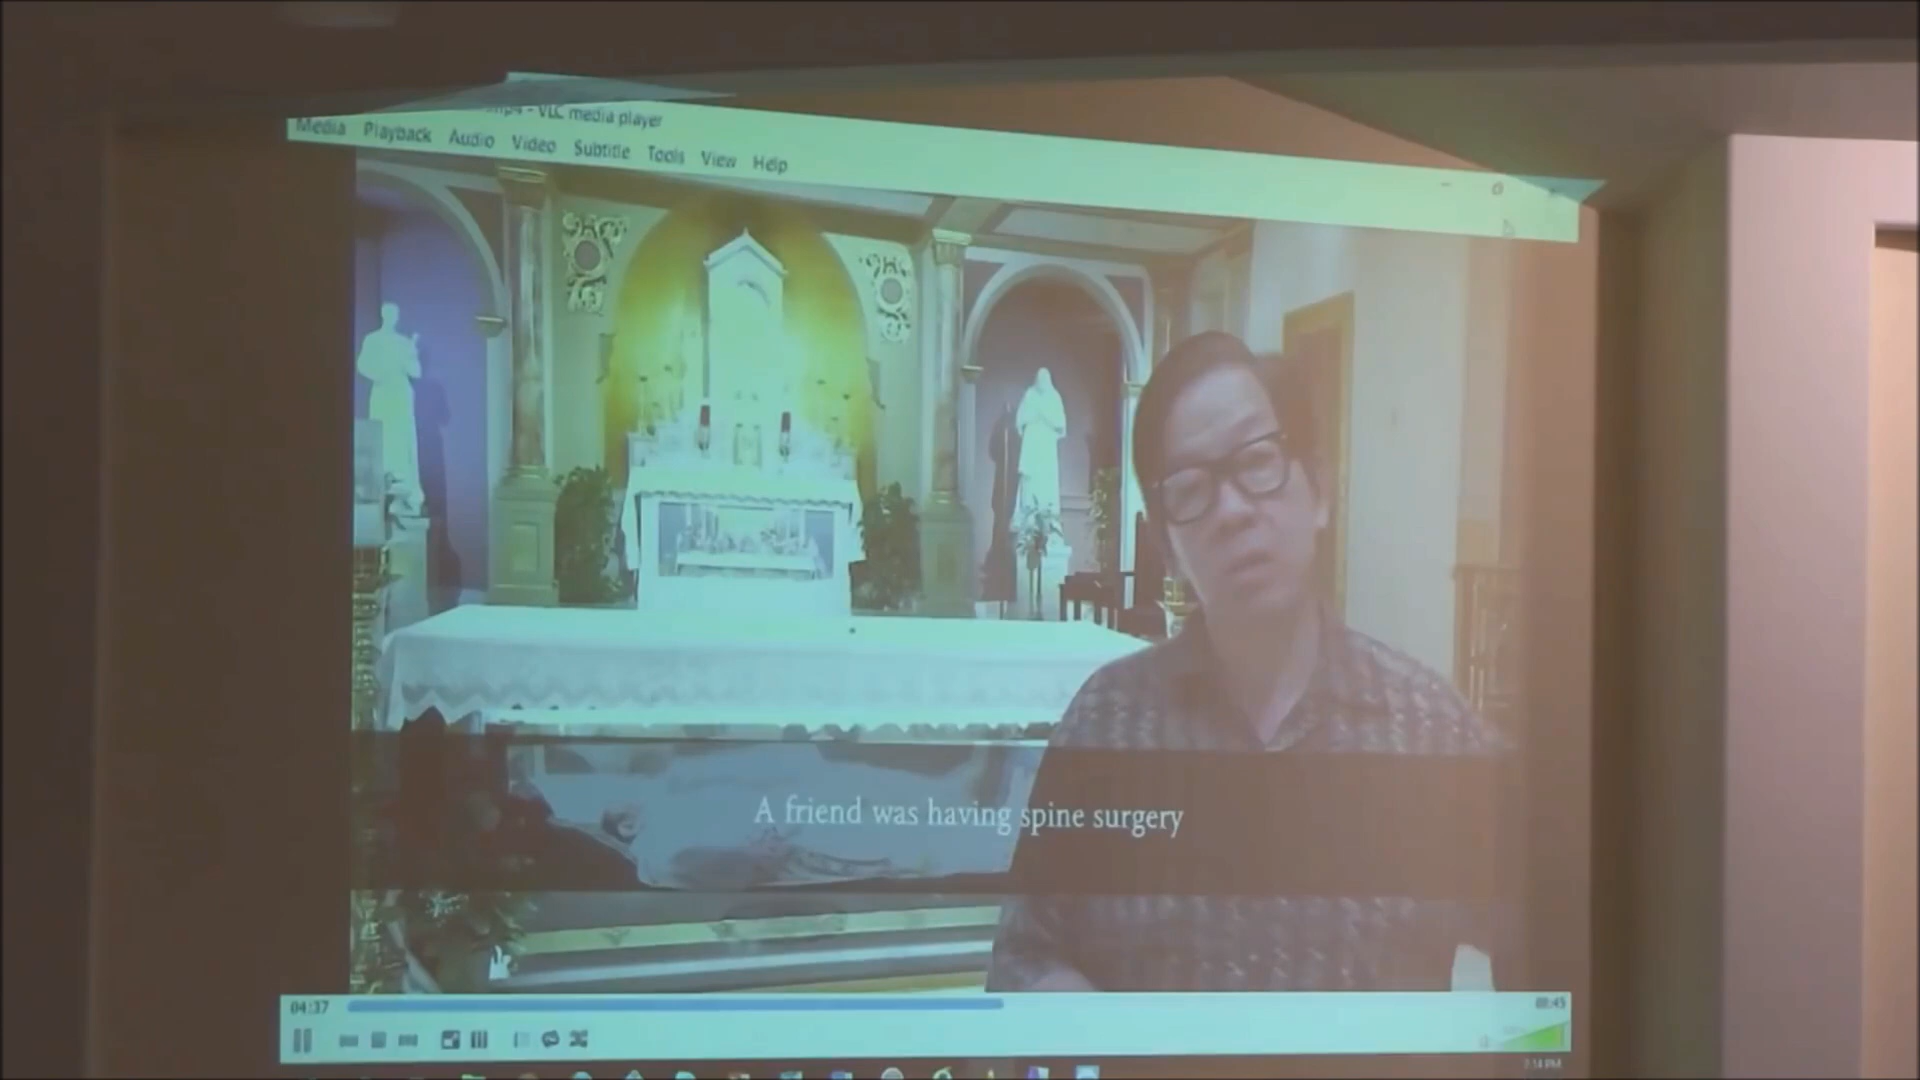 VLC media player
Media Playback Audio Video Subtitle Tools View Help
A friend was having spine surgery
04:37
08:45